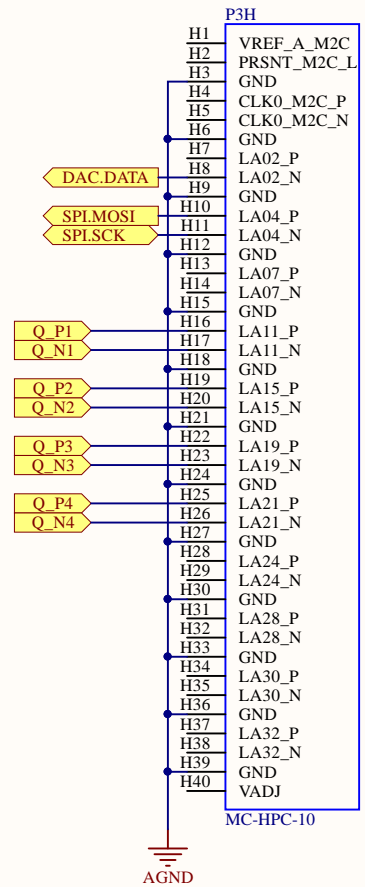 P3H
H1 VREF_A_M2C
H2 PRSNT_M2C_L
H3 GND
H4 CLK0_M2C_P
H5 CLK0_M2C_N
H6 GND
H7 LA02_P
DAC.DATA H8 LA02_N
H9 GND
SPI.MOSI H10 LA04_P
SPI.SCK H11 LA04_N
H12 GND
H13 LA07_P
H14 LA07_N
H15 GND
Q_P1 H16 LA11_P
Q_N1 H17 LA11_N
H18 GND
Q_P2 H19 LA15_P
Q_N2 H20 LA15_N
H21 GND
Q_P3 H22 LA19_P
Q_N3 H23 LA19_N
H24 GND
Q_P4 H25 LA21_P
Q_N4 H26 LA21_N
H27 GND
H28 LA24_P
H29 LA24_N
H30 GND
H31 LA28_P
H32 LA28_N
H33 GND
H34 LA30_P
H35 LA30_N
H36 GND
H37 LA32_P
H38 LA32_N
H39 GND
H40 VADJ
MC-HPC-10
AGND